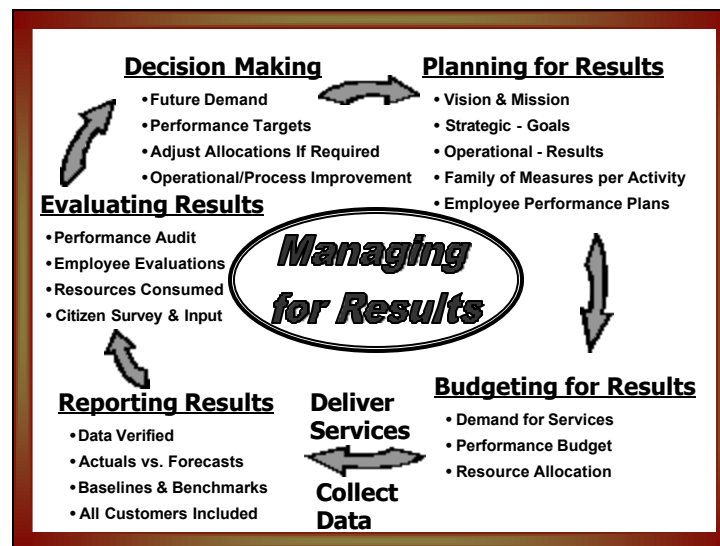 Decision Making
• Future Demand
• Performance Targets
• Adjust Allocations If Required
• Operational/Process Improvement
Planning for Results
• Vision & Mission
• Strategic - Goals
• Operational - Results
• Family of Measures per Activity
• Employee Performance Plans
Evaluating Results
• Performance Audit
• Employee Evaluations
• Resources Consumed
• Citizen Survey & Input
Managing
for Results
Budgeting for Results
• Demand for Services
• Performance Budget
• Resource Allocation
Reporting Results
• Data Verified
• Actuals vs. Forecasts
• Baselines & Benchmarks
• All Customers Included
Deliver
Services
Collect
Data